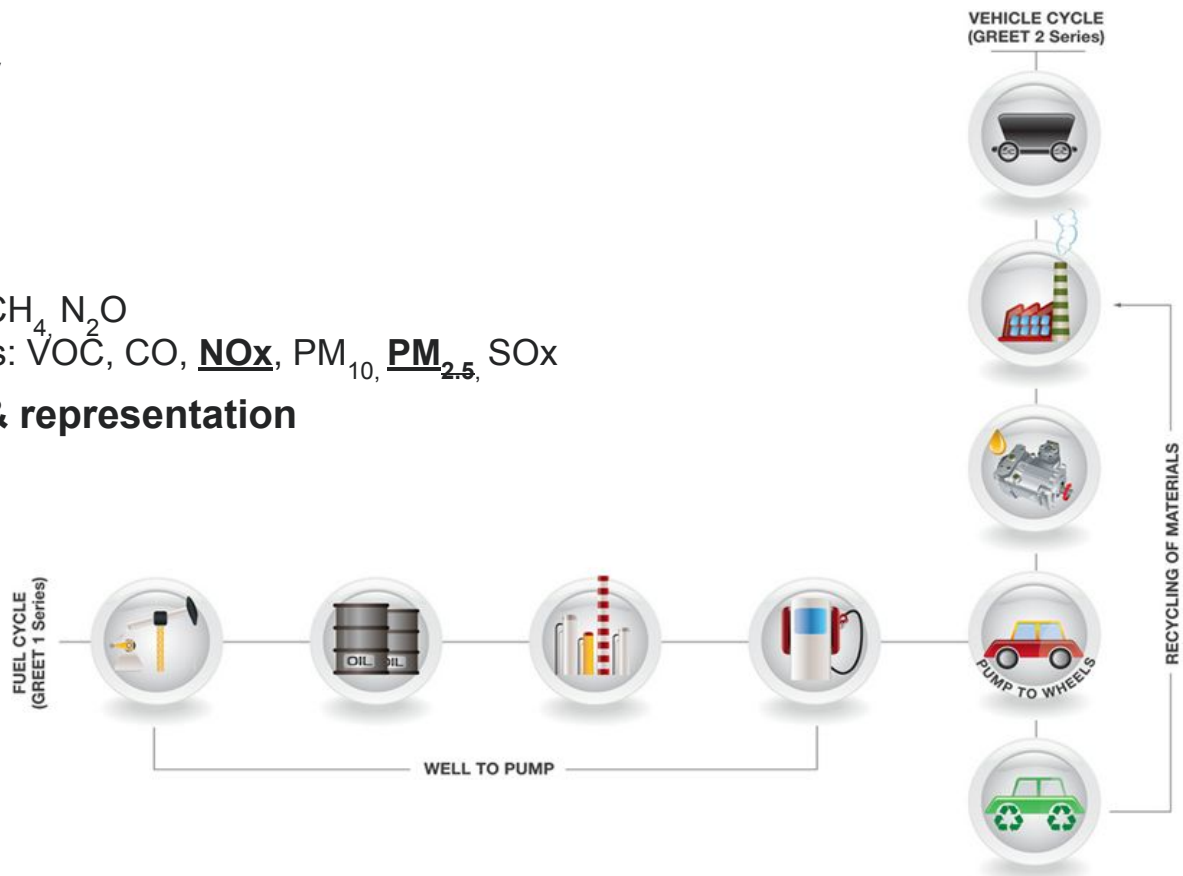 VEHICLE CYCLE
(GREET 2 Series)
CH4, N2O
s: VOC, CO, NOx, PM10, PM2.5, SOx
& representation
RECYCLING OF MATERIALS
FUEL CYCLE
(GREET 1 Series)
OIL OIL
PUMP TO WHEELS
WELL TO PUMP